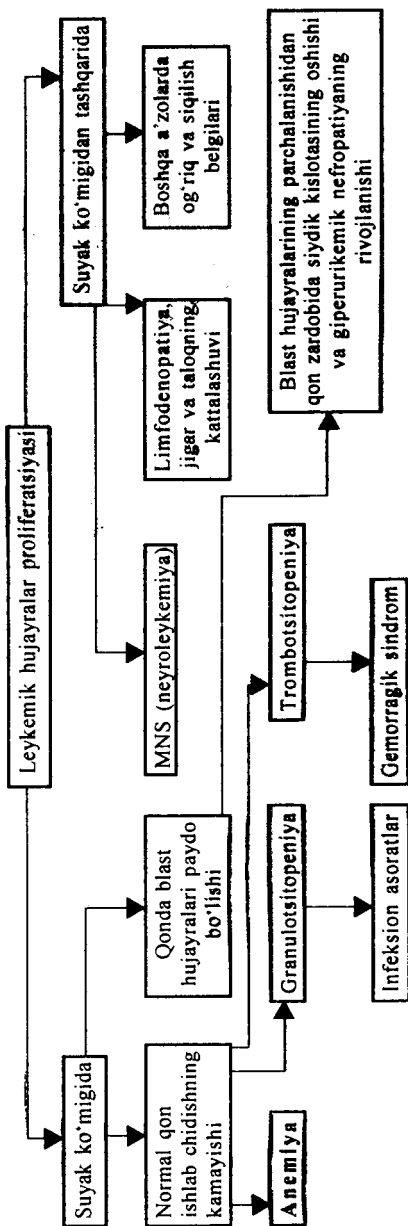 Leykemik hujayralar proliferatsiyasi
Suyak ko'migida
Suyak ko'migidan tashqarida
Normal qon
ishlab chidishning
kamayishi
Qonda blast
hujayralari paydo
bo'lishi
MNS (neyroleykemiya)
Limfodenopatiya,
jigar va taloqning
kattalashuvi
Boshqa a'zolarda
og'riq va siqilish
belgilari
Anemiya
Granulotsitopeniya
Trombotsitopeniya
Blast hujayralarining parchalanishidan
qon zardobida siydik kislotasining oshishi
va giperurikemik nefropatiyaning
rivojlanishi
Infeksion asoratlar
Gemorragik sindrom